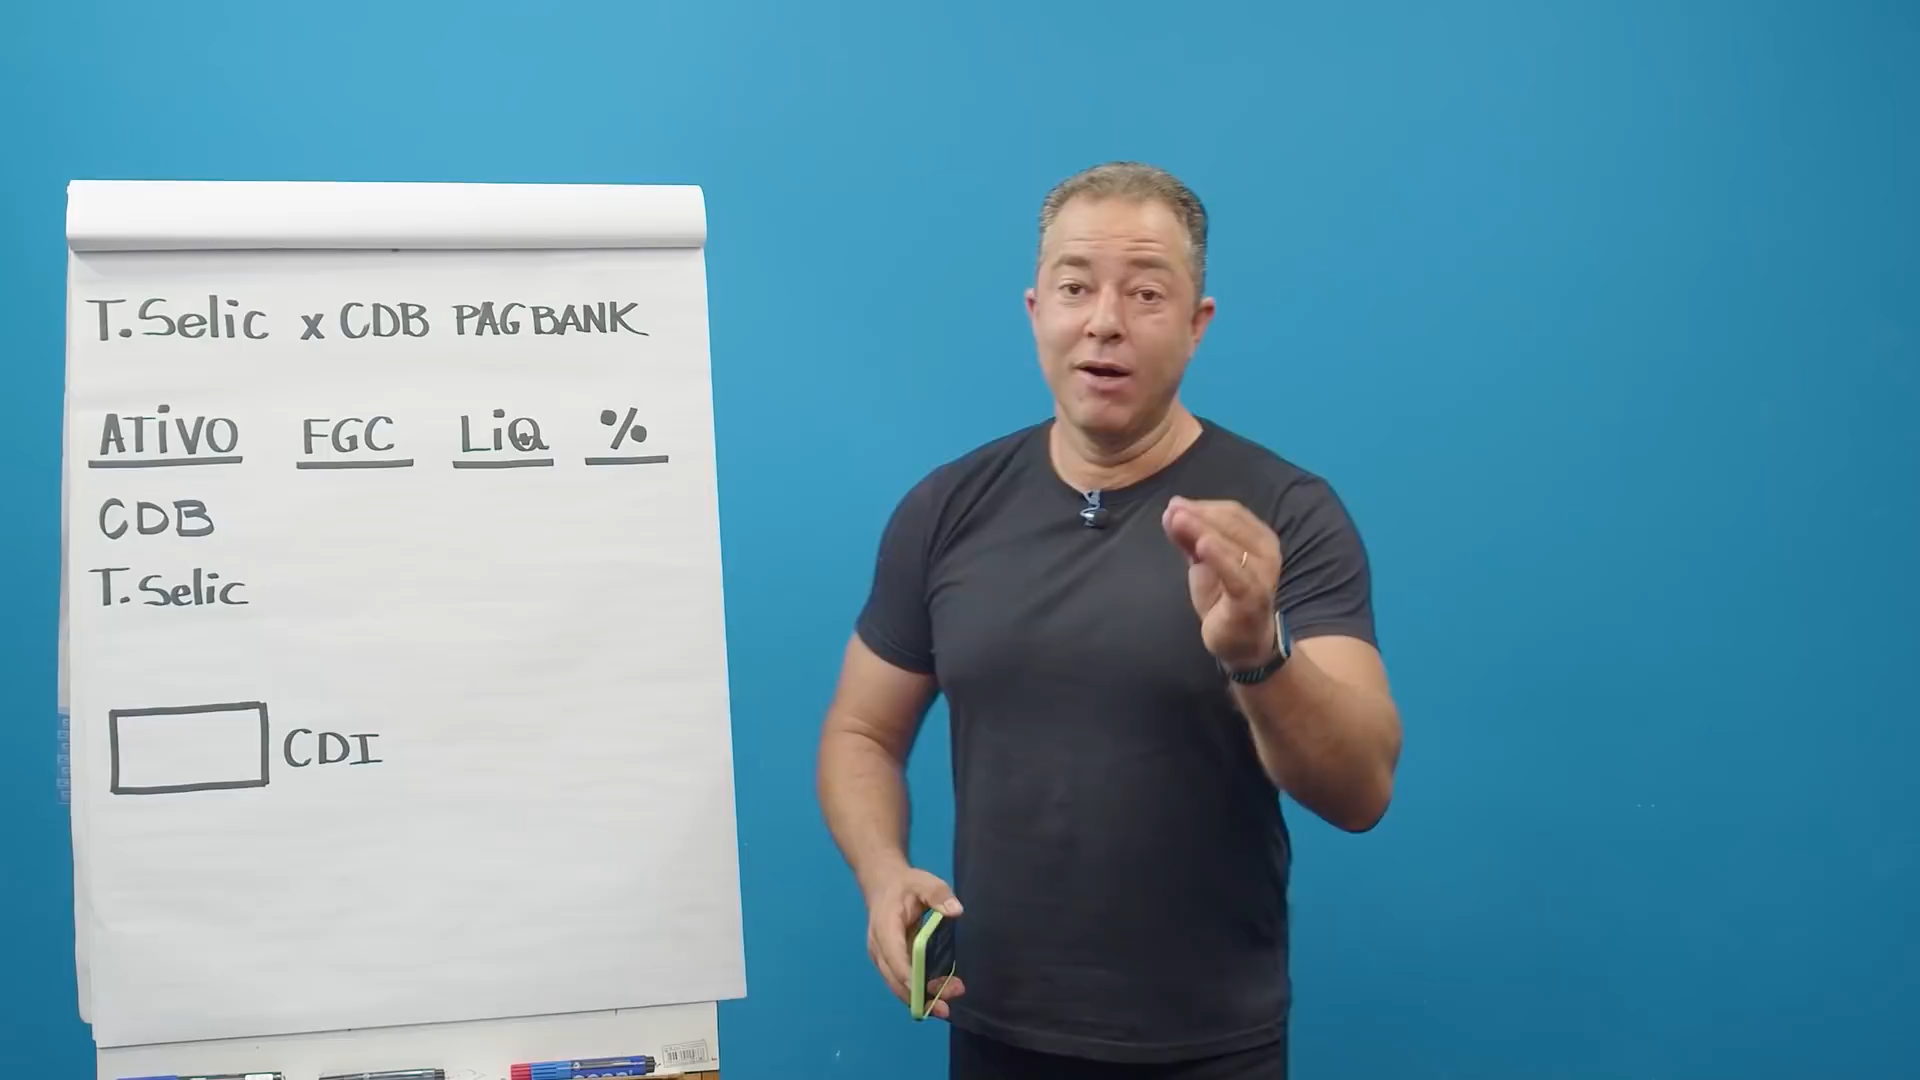 T.Selic x CDB PAGBANK
ATiVO FGC LiQ %
CDB
T.Selic
CDI